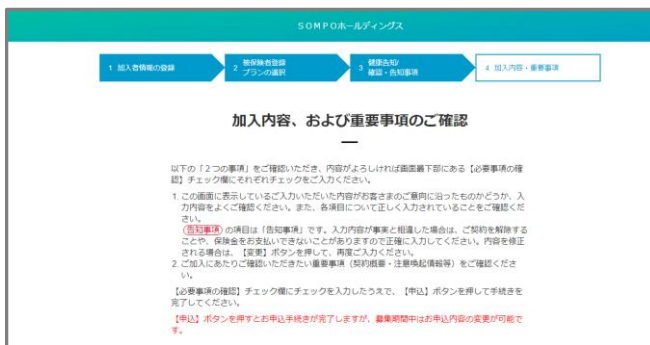 SOMPOホールディングス
1 加入者情報の登録
2 被保険者登録
プランの選択
3 健康告知/
確認・告知事項
4 加入内容・重要事項
加入内容、および重要事項のご確認
以下の「2つの事項」をご確認いただき、内容がよろしければ画面最下部にある【必要事項の確
認】チェック欄にそれぞれチェックをご入力ください。
1. この画面に表示しているご入力いただいた内容がお客さまのご意向に沿ったものかどうか、入
力内容をよくご確認ください。また、各項目について正しく入力されていることをご確認くだ
さい。
告知事項 の項目は「告知事項」です。入力内容が事実と相違した場合は、ご契約を解除する
ことや、保険金をお支払いできないことがありますので正確に入力してください。内容を修正
される場合は、【変更】ボタンを押して、再度ご入力ください。
2. ご加入にあたりご確認いただきたい重要事項（契約概要・注意喚起情報等）をご確認くださ
い。
【必要事項の確認】チェック欄にチェックを入力したうえで、【申込】ボタンを押して手続きを
完了してください。
【申込】ボタンを押すとお申込手続きが完了しますが、募集期間中はお申込内容の変更が可能で
す。